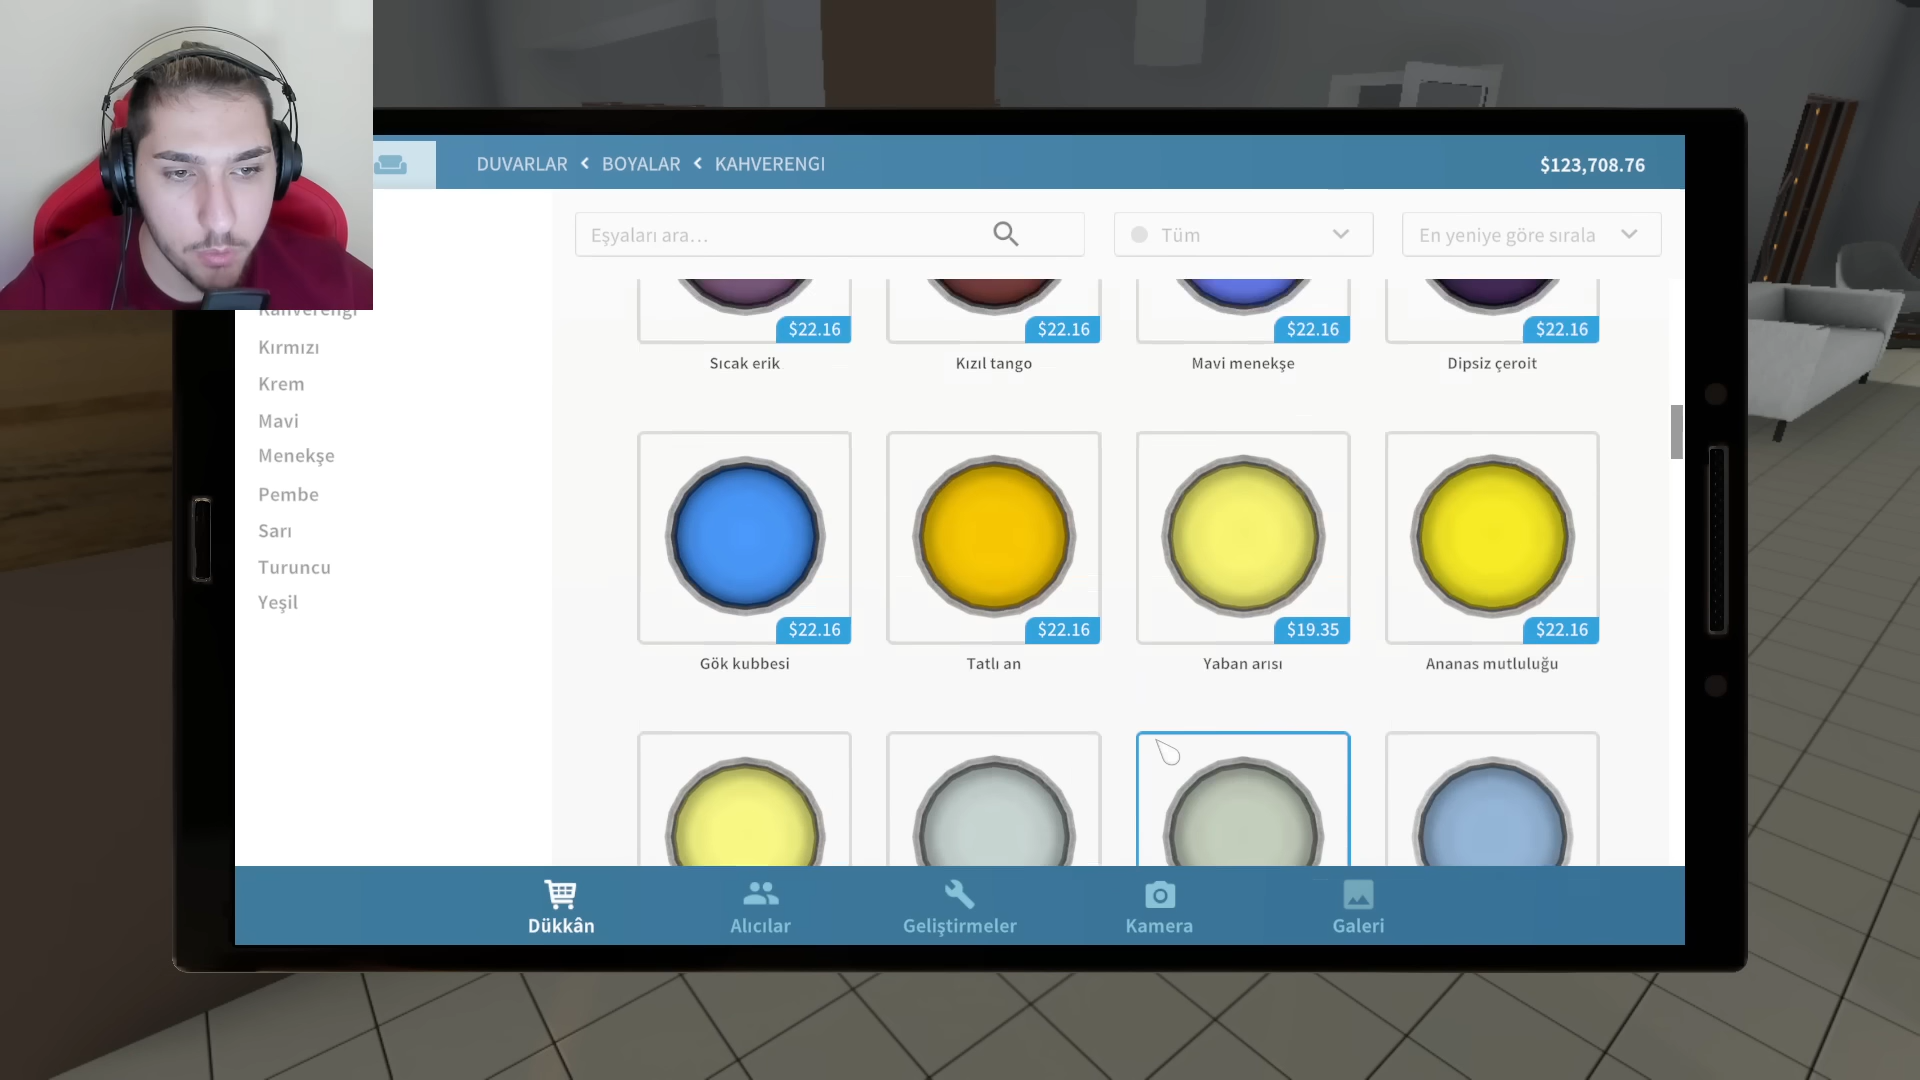 DUVARLAR < BOYALAR < KAHVERENGI
$123,708.76
Eşyaları ara...
Tüm
En yeniye göre sırala
Kahverengi
Kırmızı
Krem
Mavi
Menekşe
Pembe
Sarı
Turuncu
Yeşil
$22.16
$22.16
$22.16
$22.16
Sıcak erik
Kızıl tango
Mavi menekşe
Dipsiz çeroit
$22.16
$22.16
$19.35
$22.16
Gök kubbesi
Tatlı an
Yaban arısı
Ananas mutluluğu
Dükkân
Alıcılar
Geliştirmeler
Kamera
Galeri